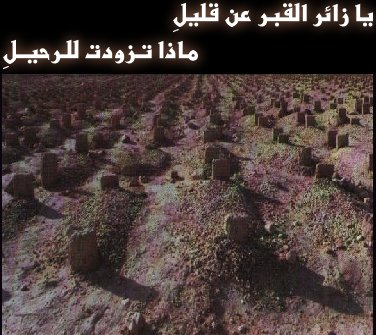 يا زائر القبر عن قليلِ
ماذا تزودت للرحيلِ